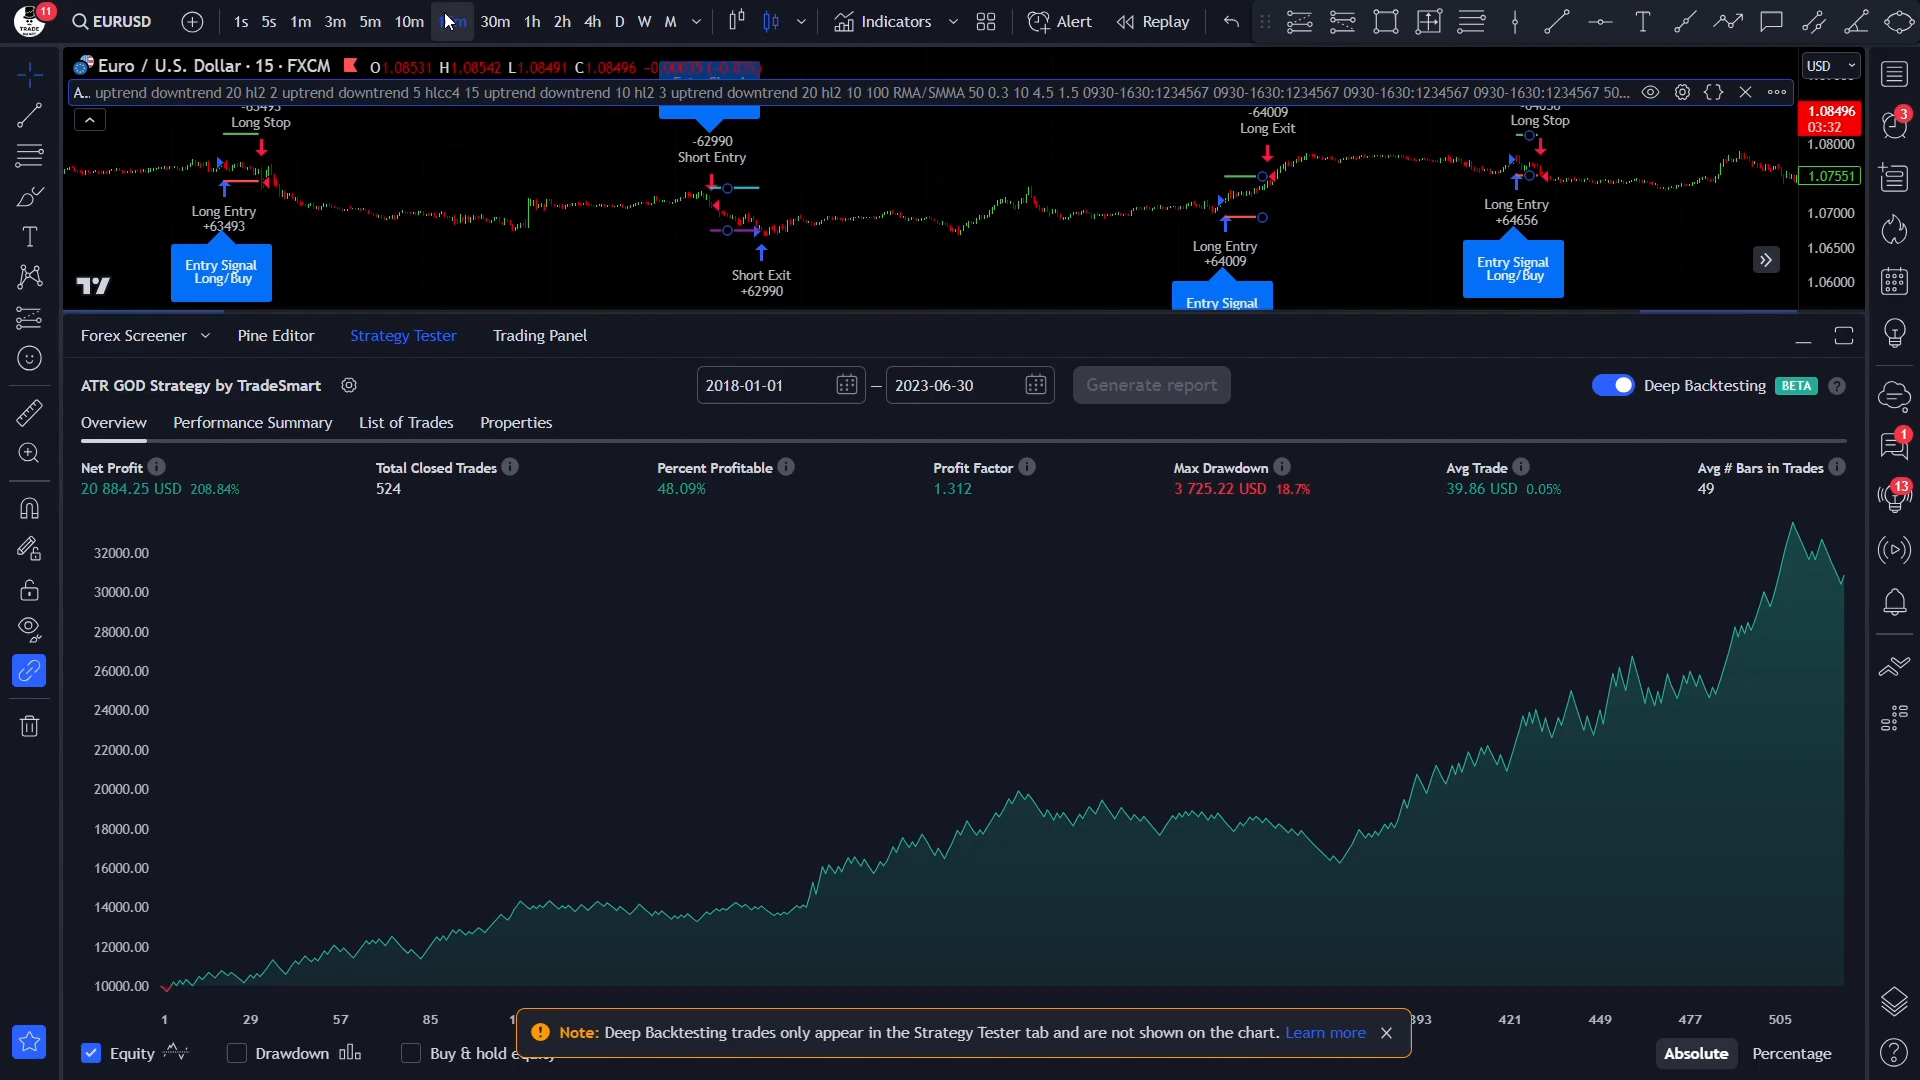 11
TRADE
EURUSD
1s 5s 1m 3m 5m 10m 30m 1h 2h 4h D W M
Indicators
Alert
Replay
Euro / U.S. Dollar · 15 · FXCM
O1.08531 H1.08542 L1.08491 C1.08496
USD
A.. uptrend downtrend 20 hl2 2 uptrend downtrend 5 hlcc4 15 uptrend downtrend 10 hl2 3 uptrend downtrend 20 hl2 10 100 RMA/SMMA 50 0.3 10 4.5 1.5 0930-1630:1234567 0930-1630:1234567 0930-1630:1234567 0930-1630:1234567 50...
1.08496
03:32
1.08000
1.07551
1.07000
1.06500
1.06000
-63493
Long Stop
Long Entry
+63493
Entry Signal
Long/Buy
-62990
Short Entry
Short Exit
+62990
-64009
Long Exit
Long Entry
+64009
Entry Signal
-64656
Long Stop
Long Entry
+64656
Entry Signal
Long/Buy
3
1
13
Forex Screener Pine Editor Strategy Tester Trading Panel
ATR GOD Strategy by TradeSmart
2018-01-01 — 2023-06-30
Generate report
Deep Backtesting BETA
Overview Performance Summary List of Trades Properties
Net Profit
20 884.25 USD 208.84%
Total Closed Trades
524
Percent Profitable
48.09%
Profit Factor
1.312
Max Drawdown
3 725.22 USD 18.7%
Avg Trade
39.86 USD 0.05%
Avg # Bars in Trades
49
32000.00
30000.00
28000.00
26000.00
24000.00
22000.00
20000.00
18000.00
16000.00
14000.00
12000.00
10000.00
1 29 57 85 393 421 449 477 505
Note: Deep Backtesting trades only appear in the Strategy Tester tab and are not shown on the chart. Learn more
Equity
Drawdown
Buy & hold equity
Absolute Percentage